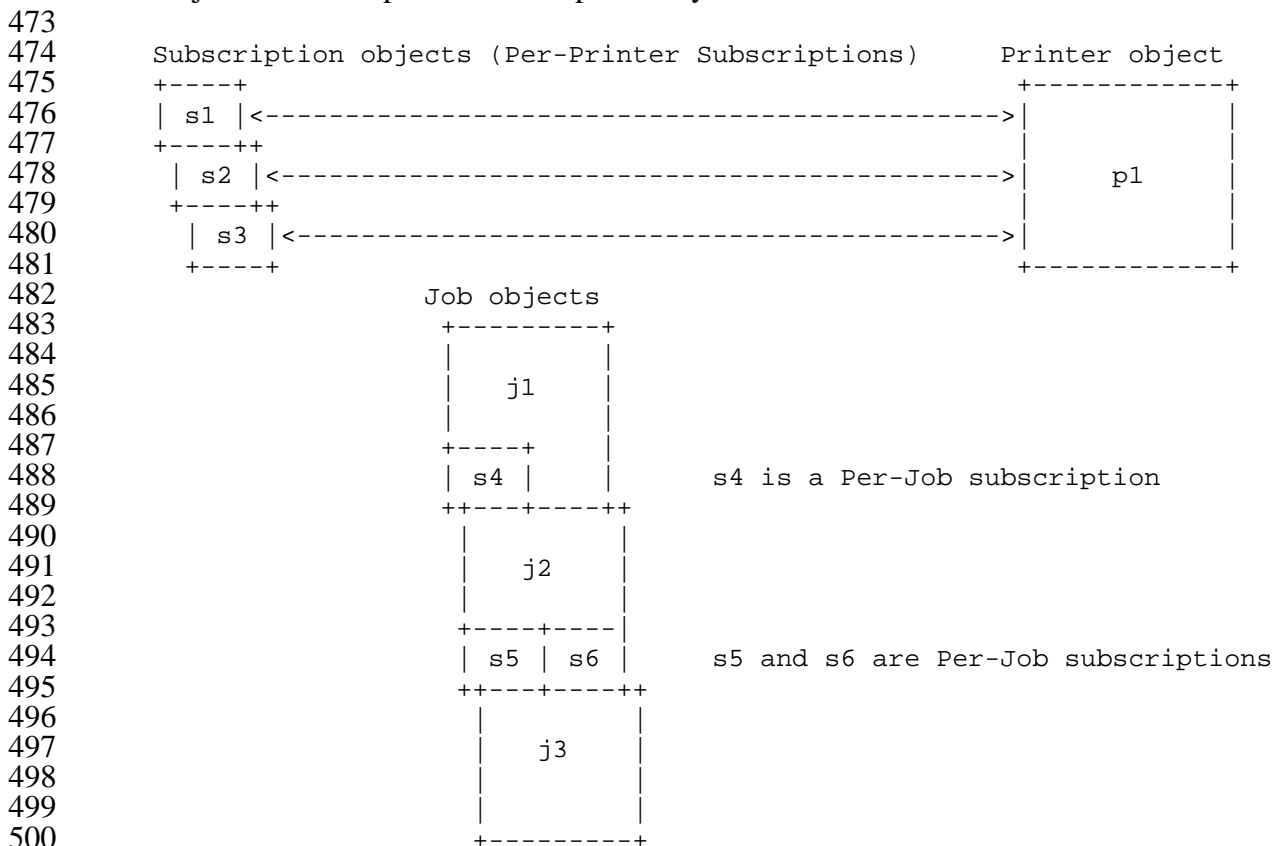 473
474 Subscription objects (Per-Printer Subscriptions) Printer object
475 +----+ +------------+
476 | s1 |<---------------------------------------------->| |
477 +----++ | |
478 | s2 |<--------------------------------------------->| p1 |
479 +----++ | |
480 | s3 |<-------------------------------------------->| |
481 +----+ +------------+
482 Job objects
483 +---------+
484 | |
485 | j1 |
486 | |
487 +----+ |
488 | s4 | | s4 is a Per-Job subscription
489 ++---+----++
490 | |
491 | j2 |
492 | |
493 +----+----|
494 | s5 | s6 | s5 and s6 are Per-Job subscriptions
495 ++---+----++
496 | |
497 | j3 |
498 | |
499 | |
500 +---------+